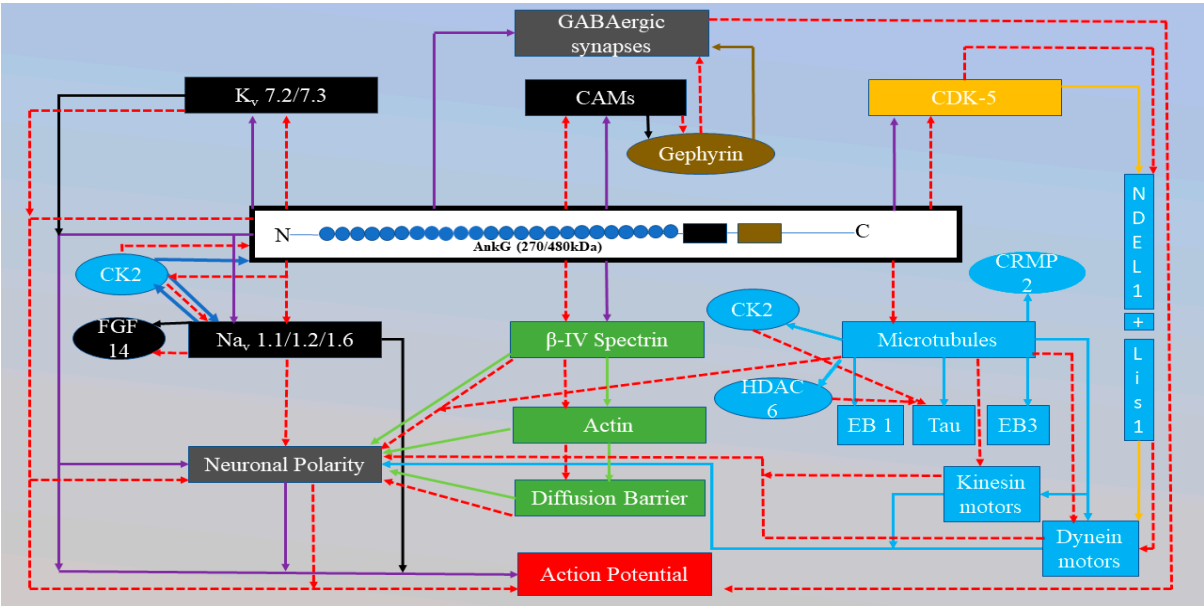 GABAergic
synapses
Kv 7.2/7.3
CAMs
CDK-5
Gephyrin
N
D
E
L
1
+
L
i
s
1
N
C
AnkG (270/480kDa)
CK2
CRMP
2
FGF
14
Nav 1.1/1.2/1.6
β-IV Spectrin
CK2
Microtubules
HDAC
6
EB 1
Tau
EB3
Actin
Neuronal Polarity
Diffusion Barrier
Kinesin
motors
Dynein
motors
Action Potential